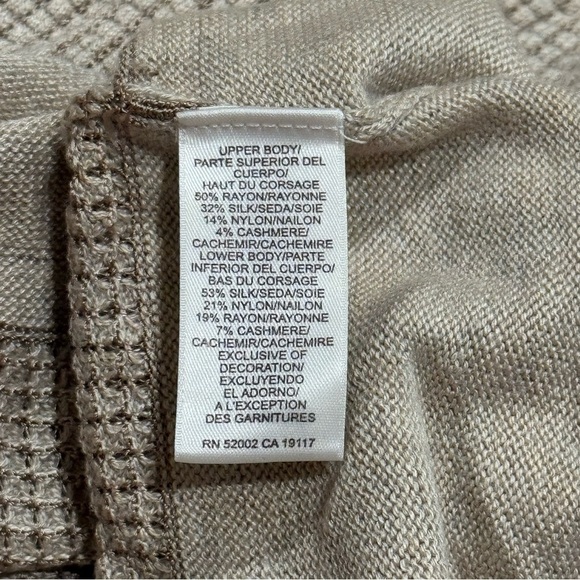 UPPER BODY/
PARTE SUPERIOR DEL
CUERPO/
HAUT DU CORSAGE
50% RAYON/RAYONNE
32% SILK/SEDA/SOIE
14% NYLON/NAILON
4% CASHMERE/
CACHEMIR/CACHEMIRE
LOWER BODY/PARTE
INFERIOR DEL CUERPO/
BAS DU CORSAGE
53% SILK/SEDA/SOIE
21% NYLON/NAILON
19% RAYON/RAYONNE
7% CASHMERE/
CACHEMIR/CACHEMIRE
EXCLUSIVE OF
DECORATION/
EXCLUYENDO
EL ADORNO/
A L'EXCEPTION
DES GARNITURES
RN 52002 CA 19117